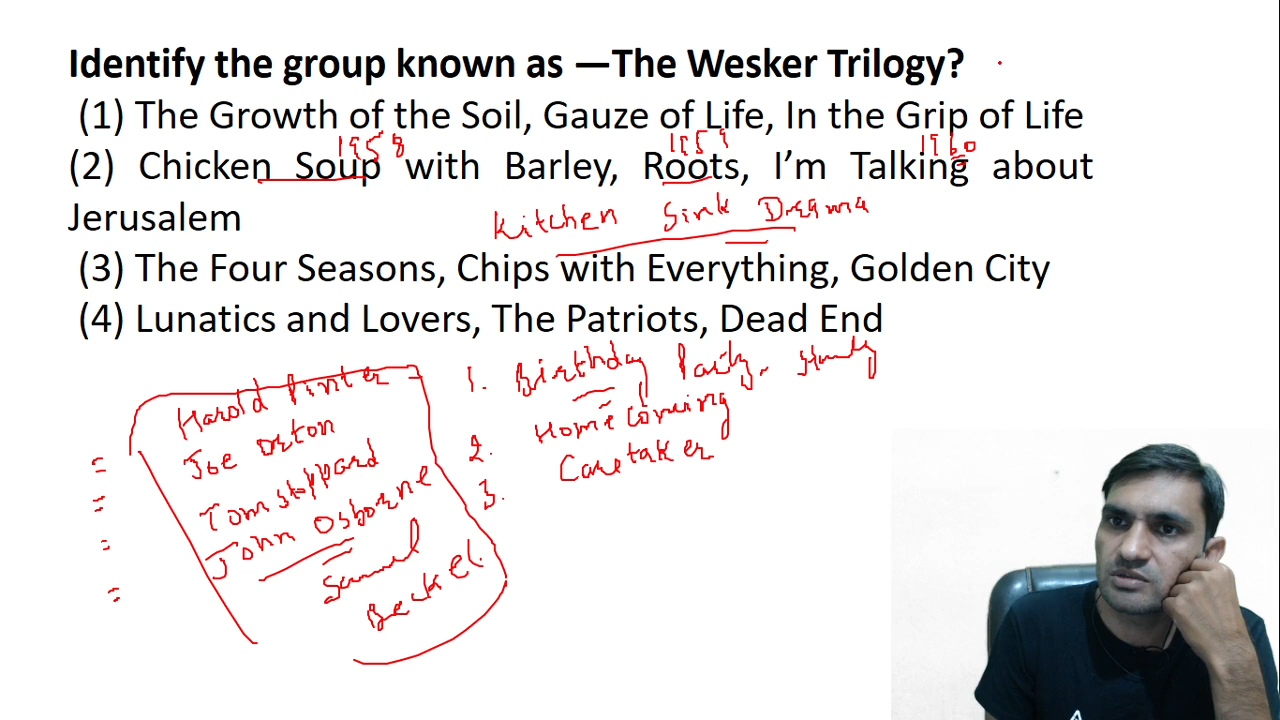 Identify the group known as —The Wesker Trilogy?
(1) The Growth of the Soil, Gauze of Life, In the Grip of Life
1958 1959 1960
(2) Chicken Soup with Barley, Roots, I'm Talking about
Jerusalem
Kitchen Sink Drama
(3) The Four Seasons, Chips with Everything, Golden City
(4) Lunatics and Lovers, The Patriots, Dead End
Harold Pinter
Joe Orton
Tom Stoppard
John Osborne
Samuel
1. Birthday Party,
2. Homecoming
3. Caretaker